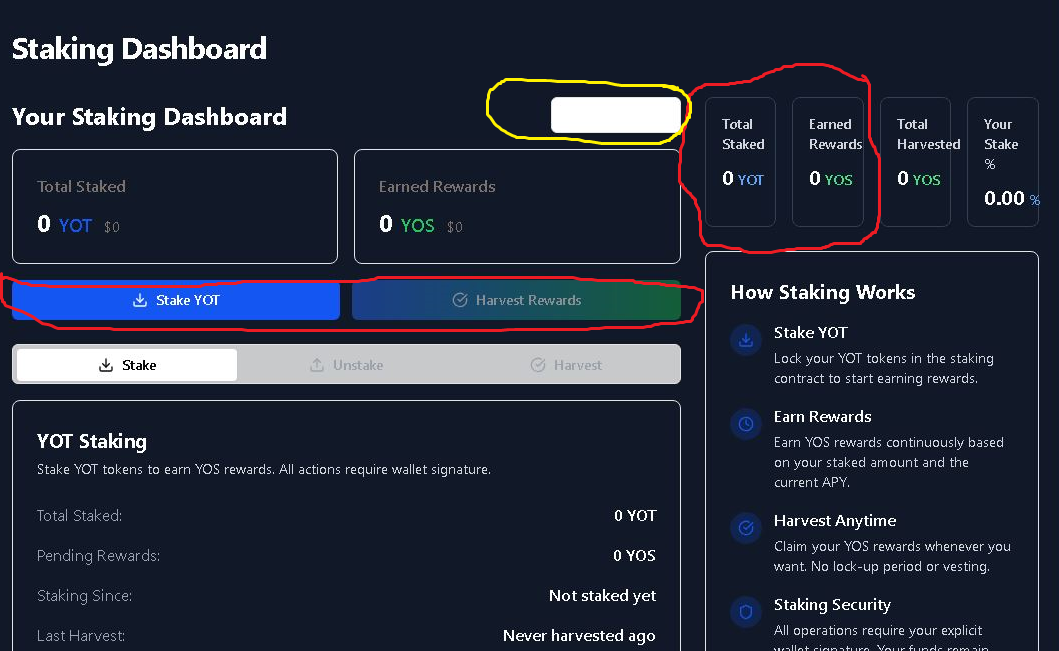 Staking Dashboard
Your Staking Dashboard
Total Staked
0 YOT $0
Earned Rewards
0 YOS $0
Stake YOT
Harvest Rewards
Stake
Unstake
Harvest
YOT Staking
Stake YOT tokens to earn YOS rewards. All actions require wallet signature.
Total Staked:
0 YOT
Pending Rewards:
0 YOS
Staking Since:
Not staked yet
Last Harvest:
Never harvested ago
Total
Staked
0 YOT
Earned
Rewards
0 YOS
Total
Harvested
0 YOS
Your
Stake
%
0.00 %
How Staking Works
Stake YOT
Lock your YOT tokens in the staking
contract to start earning rewards.
Earn Rewards
Earn YOS rewards continuously based
on your staked amount and the
current APY.
Harvest Anytime
Claim your YOS rewards whenever you
want. No lock-up period or vesting.
Staking Security
All operations require your explicit
wallet signature. Your funds remain